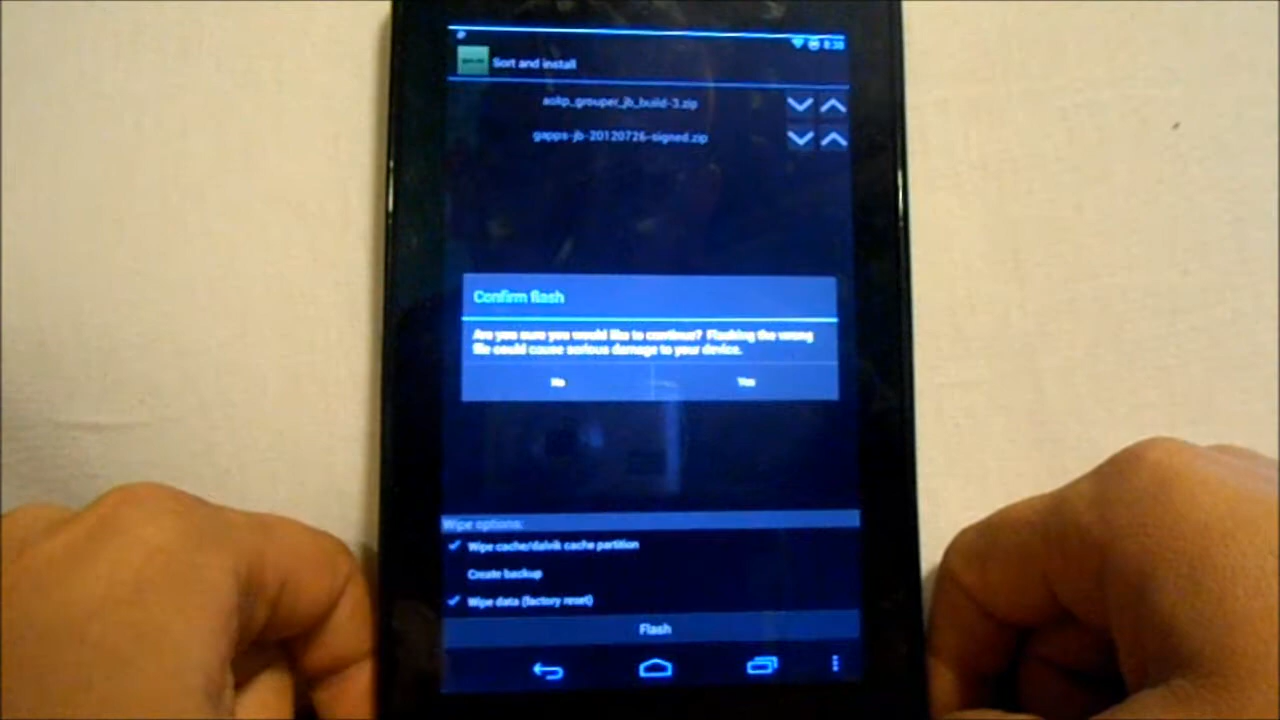 8:38
Sort and install
aokp_grouper_jb_build-3.zip
gapps-jb-20120726-signed.zip
Confirm flash
Are you sure you would like to continue? Flashing the wrong
file could cause serious damage to your device.
No Yes
Wipe options:
Wipe cache/dalvik cache partition
Create backup
Wipe data (factory reset)
Flash